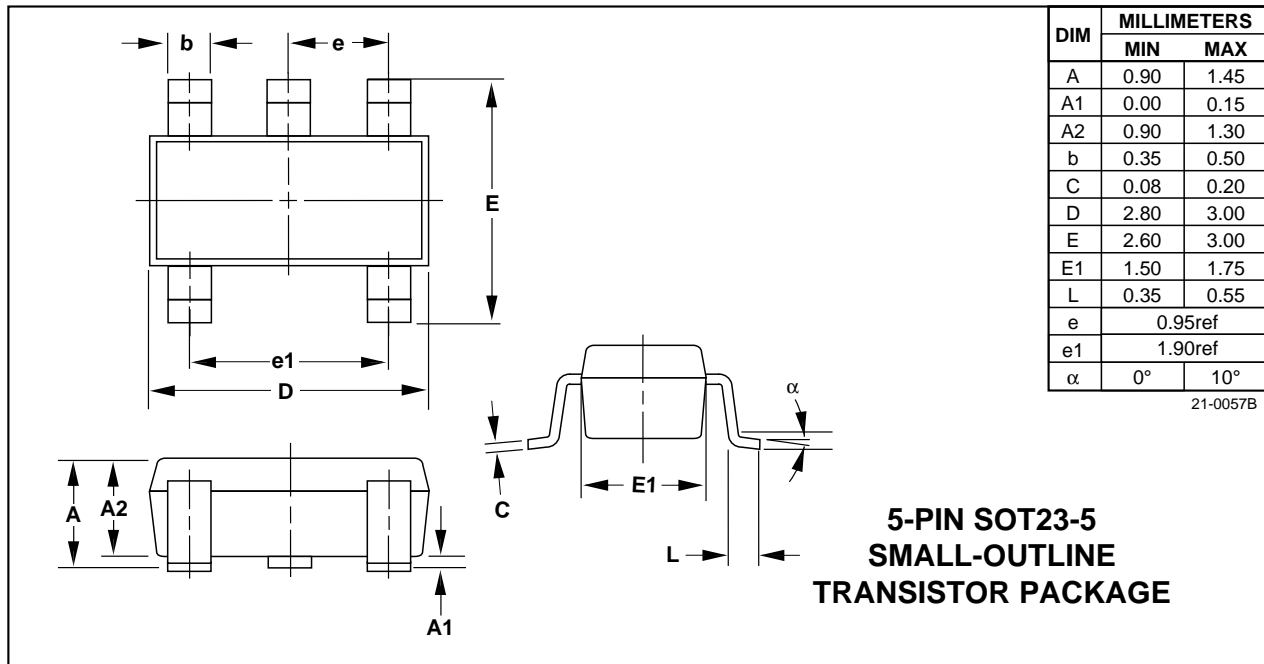 b
e
E
e1
D
A
A2
A1
C
E1
α
L
DIM MILLIMETERS
MIN MAX
A 0.90 1.45
A1 0.00 0.15
A2 0.90 1.30
b 0.35 0.50
C 0.08 0.20
D 2.80 3.00
E 2.60 3.00
E1 1.50 1.75
L 0.35 0.55
e 0.95ref
e1 1.90ref
α 0° 10°
21-0057B
5-PIN SOT23-5
SMALL-OUTLINE
TRANSISTOR PACKAGE